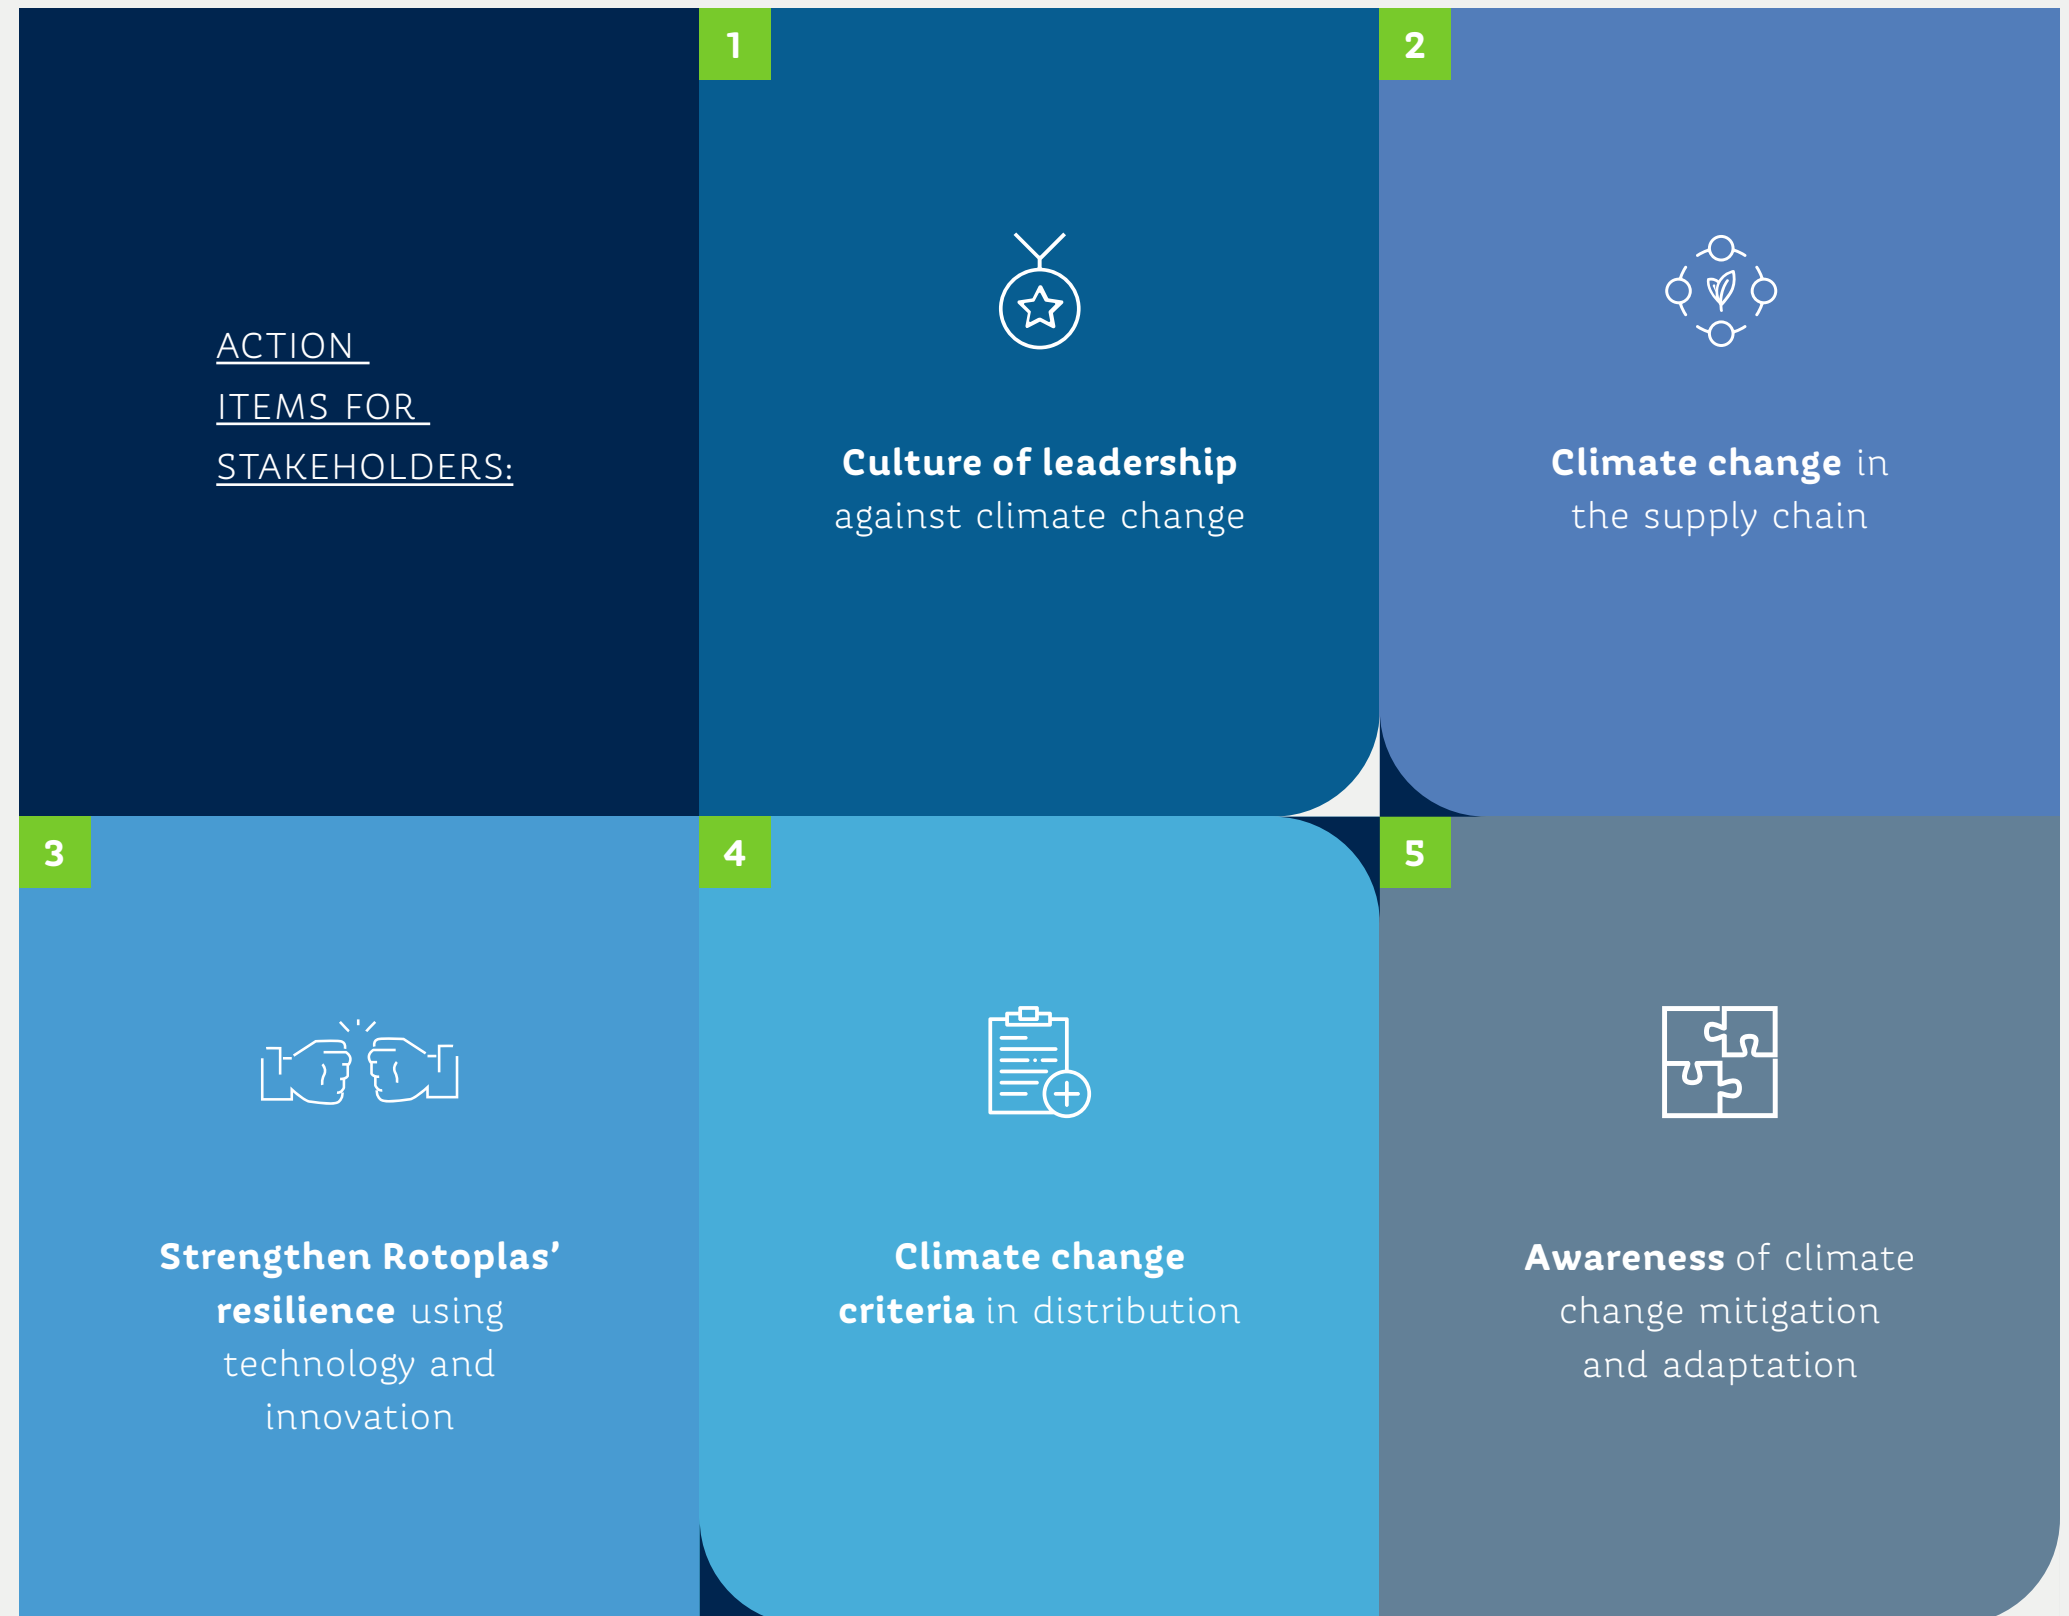 ACTION
ITEMS FOR
STAKEHOLDERS:
1
Culture of leadership
against climate change
2
Climate change in
the supply chain
3
Strengthen Rotoplas’
resilience using
technology and
innovation
4
Climate change
criteria in distribution
5
Awareness of climate
change mitigation
and adaptation